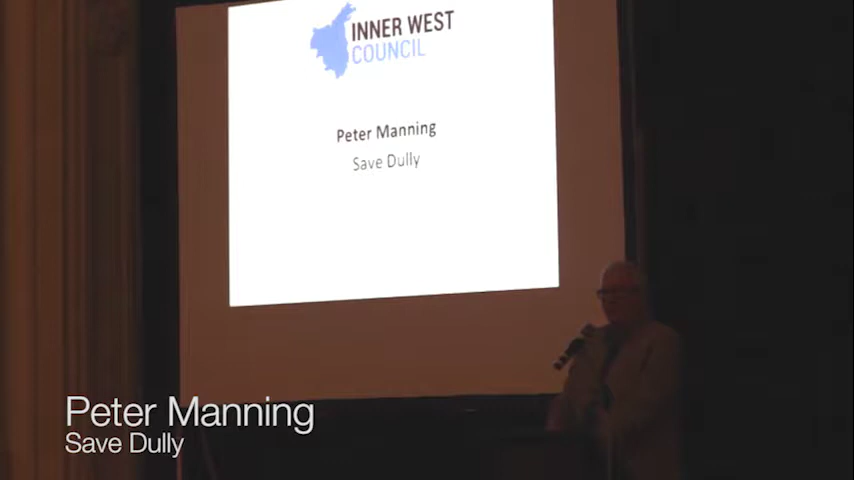 INNER WEST
COUNCIL
Peter Manning
Save Dully
Peter Manning
Save Dully